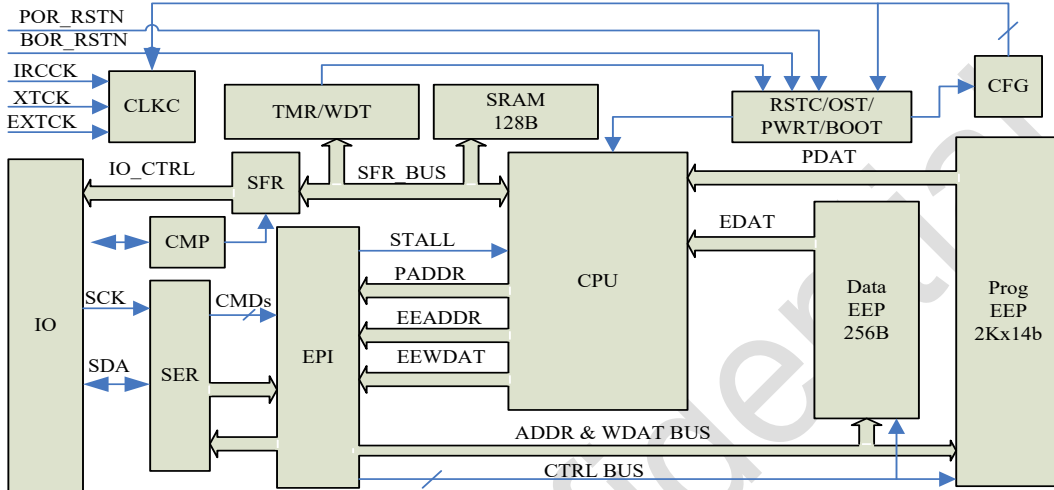 POR_RSTN
BOR_RSTN
IRCCK
XTCK
EXTCK
CLKC
TMR/WDT
SRAM
128B
RSTC/OST/
PWRT/BOOT
CFG
IO_CTRL
SFR
SFR_BUS
PDAT
CMP
STALL
EDAT
PADDR
CPU
Data
EEP
256B
Prog
EEP
2Kx14b
IO
SCK
CMDs
EEADDR
EPI
SDA
SER
EEWDAT
ADDR & WDAT BUS
CTRL BUS